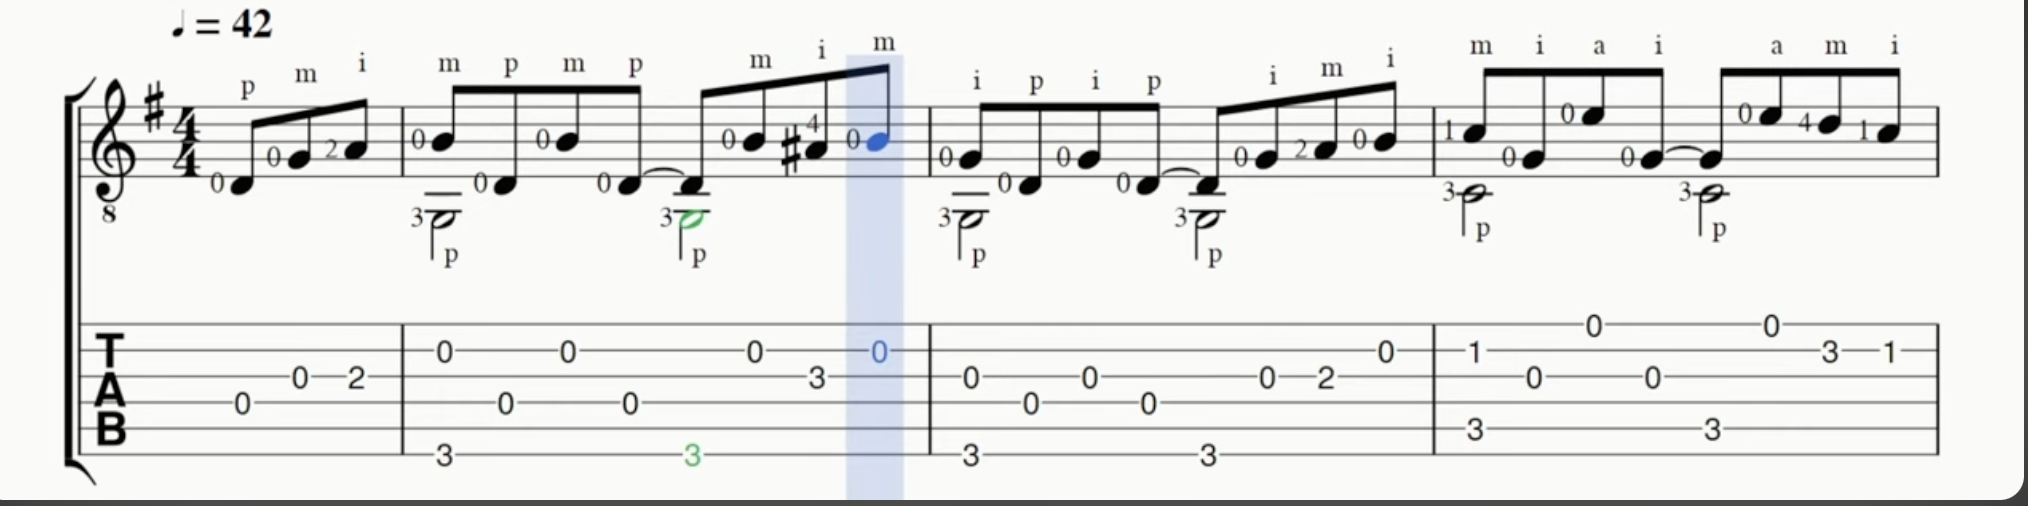 ♩ = 42
p m i m p m p m i m i p i p i m i m i a i a m i
0 0 2 0 0 0 0 0 4 0 0 0 0 0 0 2 0 1 0 0 0 0 4 1
4
4
8
3 3 3 3 3 3
p p p p p p
0 0
0 0 0 0 0 1 3 1
T 0 2 3 0 0 0 2 0 0
A 0 0 0 0 0
B 3 3
3 3 3 3